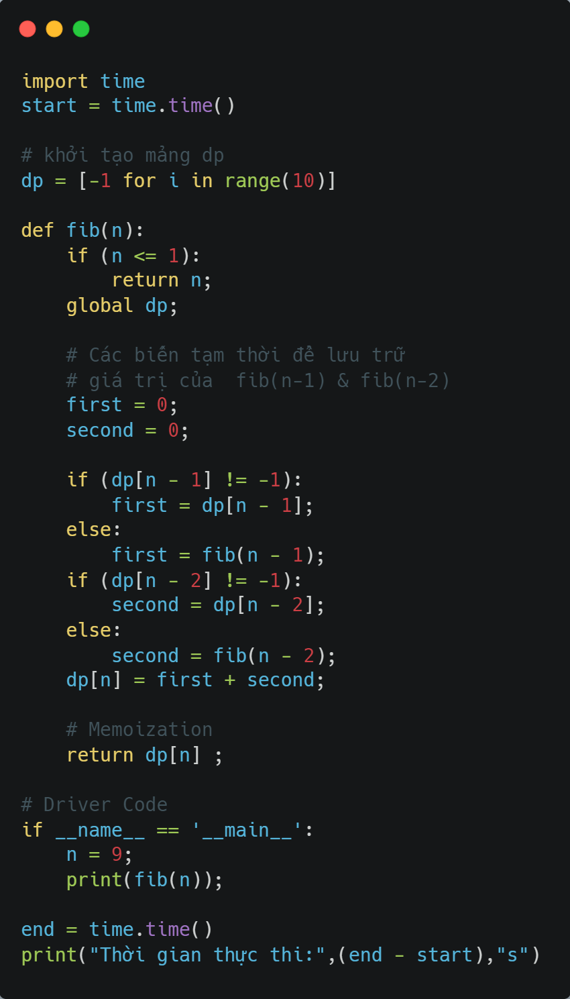 import time
start = time.time()
# khởi tạo mảng dp
dp = [-1 for i in range(10)]
def fib(n):
    if (n <= 1):
        return n;
    global dp;
    # Các biến tạm thời để lưu trữ
    # giá trị của  fib(n-1) & fib(n-2)
    first = 0;
    second = 0;
    if (dp[n - 1] != -1):
        first = dp[n - 1];
    else:
        first = fib(n - 1);
    if (dp[n - 2] != -1):
        second = dp[n - 2];
    else:
        second = fib(n - 2);
    dp[n] = first + second;
    # Memoization
    return dp[n] ;
# Driver Code
if __name__ == '__main__':
    n = 9;
    print(fib(n));
end = time.time()
print("Thời gian thực thi:",(end - start),"s")